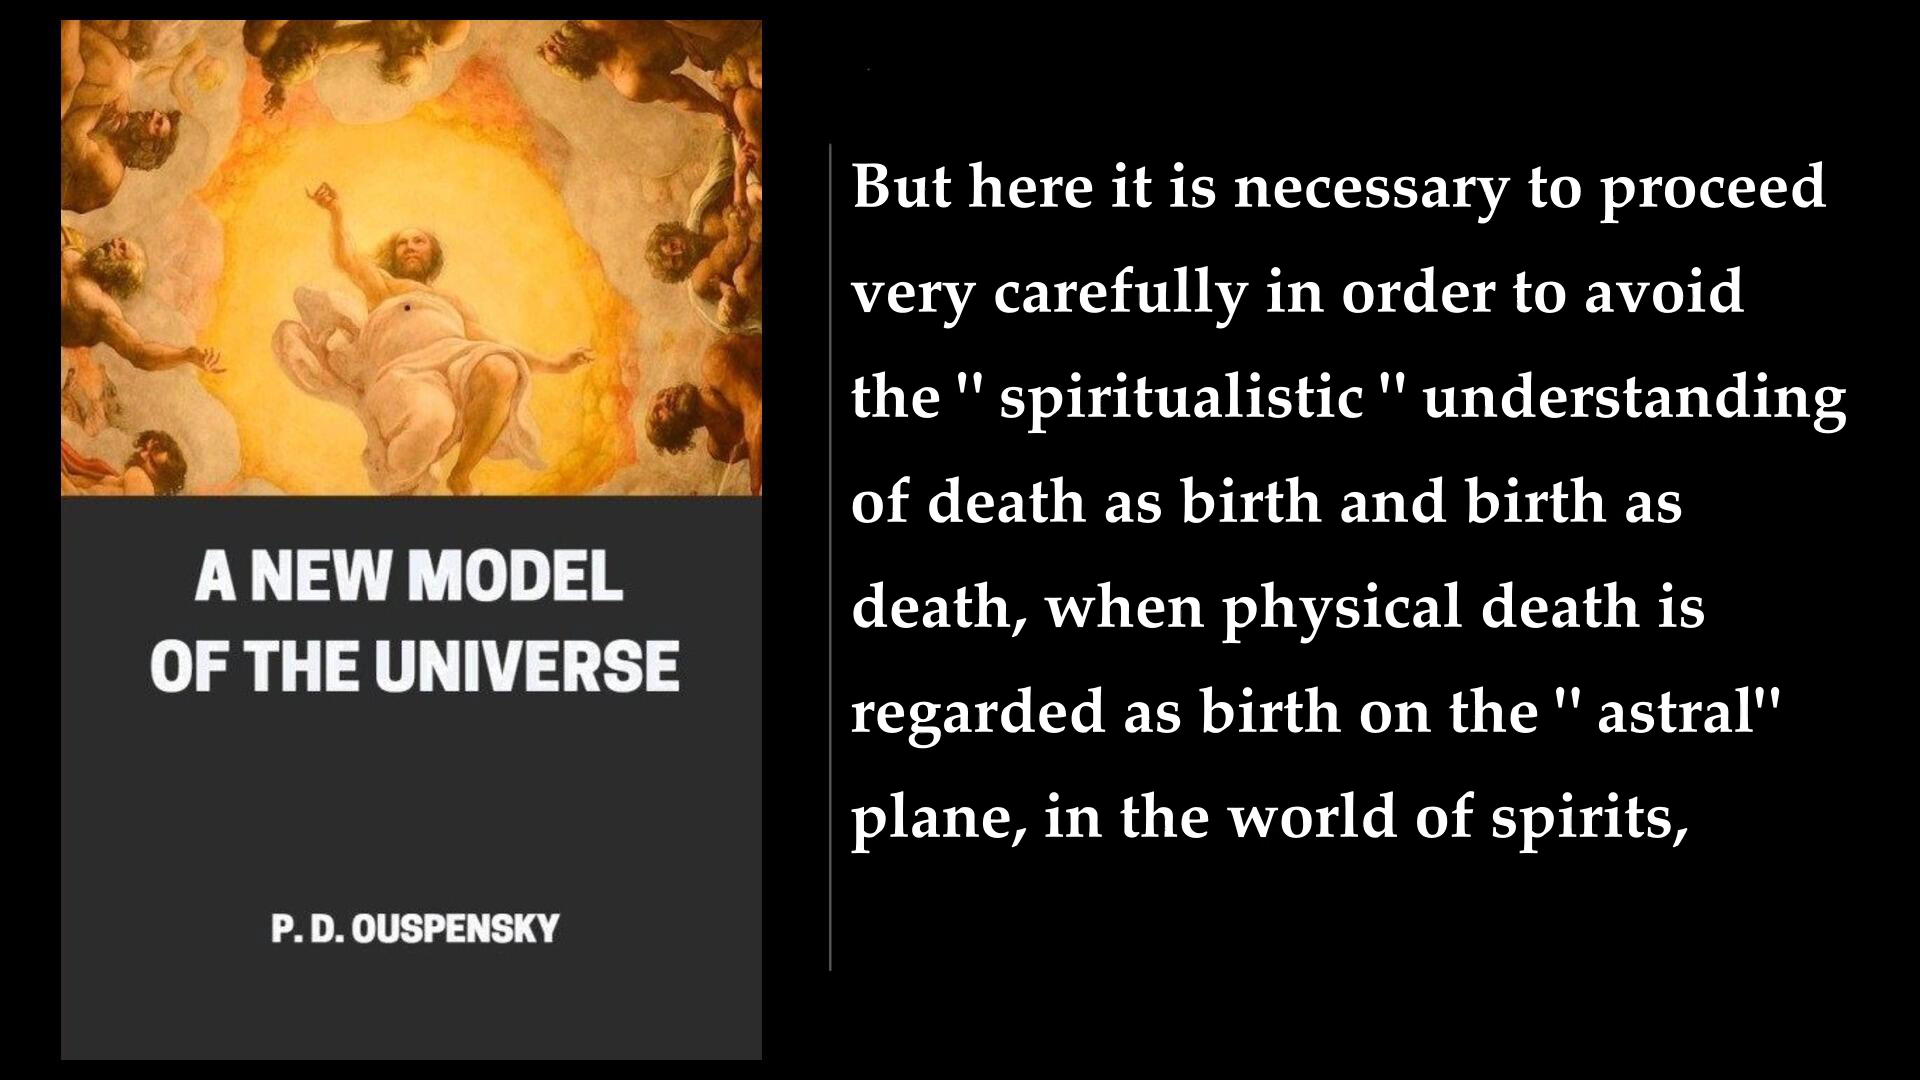 A NEW MODEL
OF THE UNIVERSE
P. D. OUSPENSKY
But here it is necessary to proceed
very carefully in order to avoid
the " spiritualistic " understanding
of death as birth and birth as
death, when physical death is
regarded as birth on the " astral"
plane, in the world of spirits,